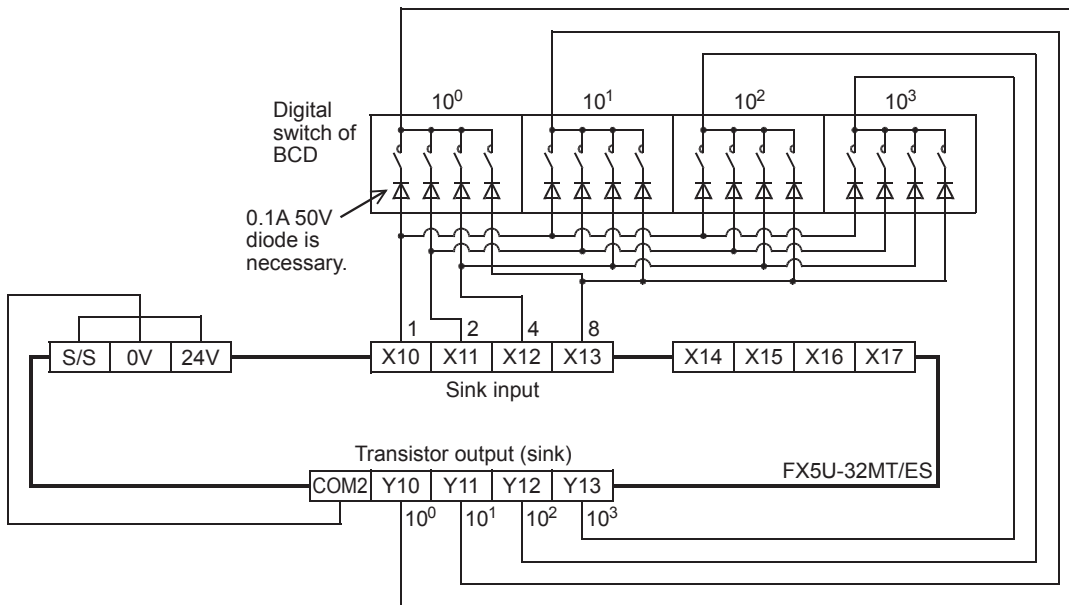 10⁰ 10¹ 10² 10³
Digital
switch of
BCD
0.1A 50V
diode is
necessary.
1 2 4 8
S/S 0V 24V X10 X11 X12 X13 X14 X15 X16 X17
Sink input
Transistor output (sink)
FX5U-32MT/ES
COM2 Y10 Y11 Y12 Y13
10⁰ 10¹ 10² 10³